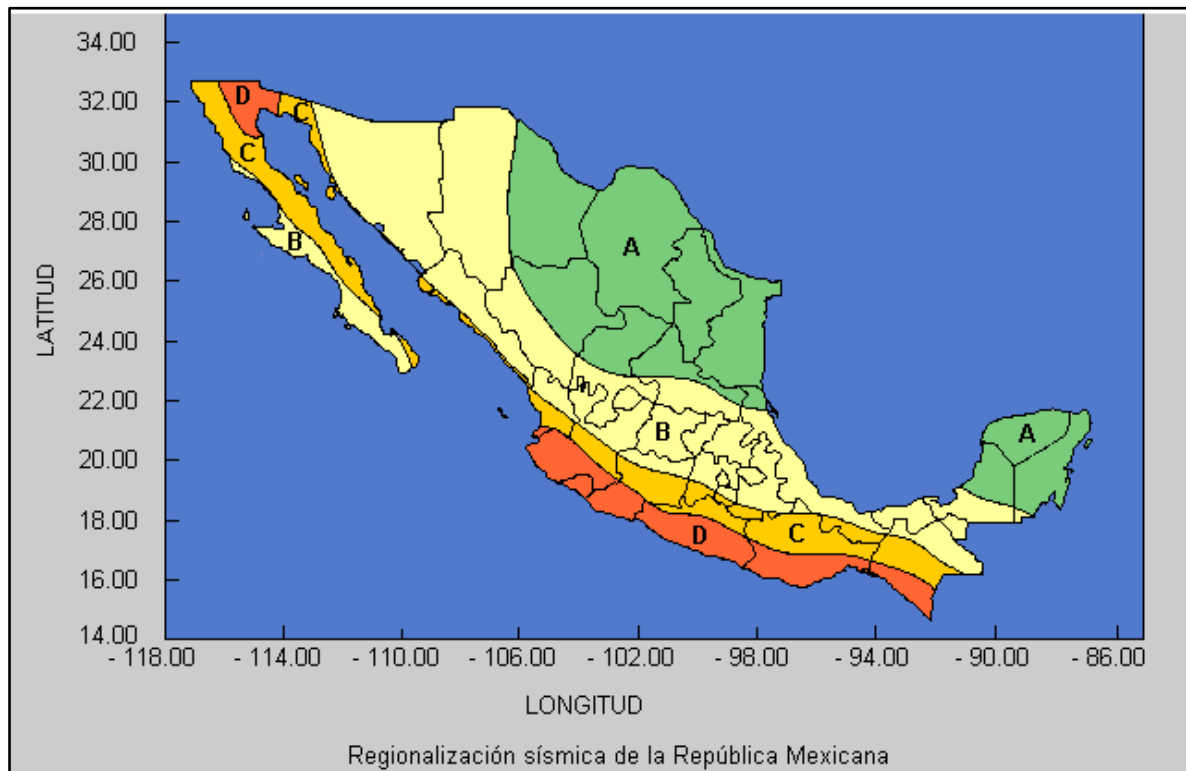 34.00
32.00
30.00
28.00
26.00
24.00
22.00
20.00
18.00
16.00
14.00
LATITUD
D
C
C
B
A
A
B
C
D
- 118.00 - 114.00 - 110.00 - 106.00 - 102.00 - 98.00 - 94.00 - 90.00 - 86.00
LONGITUD
Regionalización sísmica de la República Mexicana